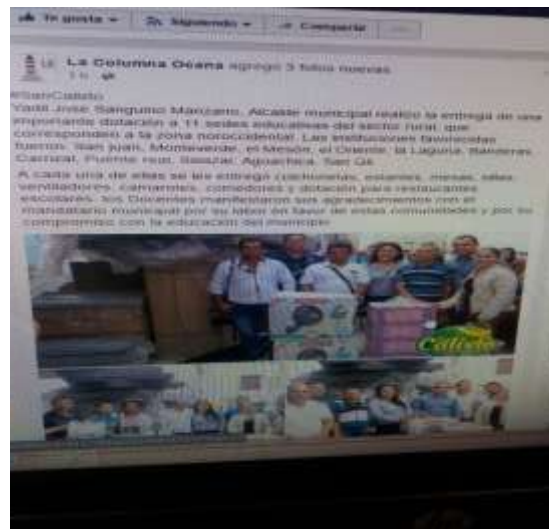 Te gusta Siguiendo Compartir
La Columna Ocana agregó 3 fotos nuevas.
#SanCalixto
Yadil José Sanguino Manzano, Alcalde municipal realizó la entrega de una
importante dotación a 11 sedes educativas del sector rural, que
corresponden a la zona noroccidental. Las instituciones favorecidas
fueron: San juan, Monteverde, el Mesón, el Oriente, la Laguna, Banderas
Carrizal, Puente real, Balsazar, Aguachica, San Gil
A cada una de ellas se les entregó colchonetas, estantes, mesas, sillas,
ventiladores, camarotes, comedores y dotación para restaurantes
escolares. los Docentes manifestaron sus agradecimientos con el
mandatario municipal por su labor en favor de estas comunidades y por su
compromiso con la educación del municipio
Calixto